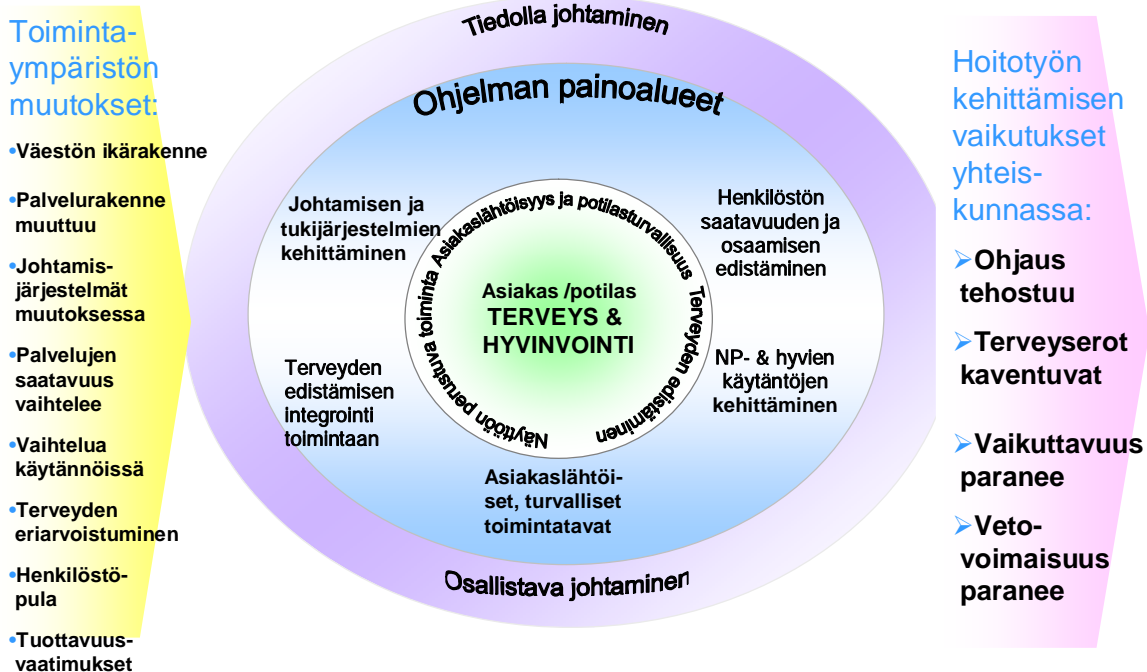 Toiminta-
ympäristön
muutokset:
•Väestön ikärakenne
•Palvelurakenne
muuttuu
•Johtamis-
järjestelmät
muutoksessa
•Palvelujen
saatavuus
vaihtelee
•Vaihtelua
käytännöissä
•Terveyden
eriarvoistuminen
•Henkilöstö-
pula
•Tuottavuus-
vaatimukset
Tiedolla johtaminen
Ohjelman painoalueet
Johtamisen ja
tukijärjestelmien
kehittäminen
Henkilöstön
saatavuuden ja
osaamisen
edistäminen
Asiakaslähtöisyys ja potilasturvallisuus
Terveyden edistäminen
Näyttöön perustuva toiminta
Asiakas /potilas
TERVEYS &
HYVINVOINTI
Terveyden
edistämisen
integrointi
toimintaan
NP- & hyvien
käytäntöjen
kehittäminen
Asiakaslähtöi-
set, turvalliset
toimintatavat
Osallistava johtaminen
Hoitotyön
kehittämisen
vaikutukset
yhteis-
kunnassa:
➢Ohjaus
tehostuu
➢Terveyserot
kaventuvat
➢Vaikuttavuus
paranee
➢Veto-
voimaisuus
paranee